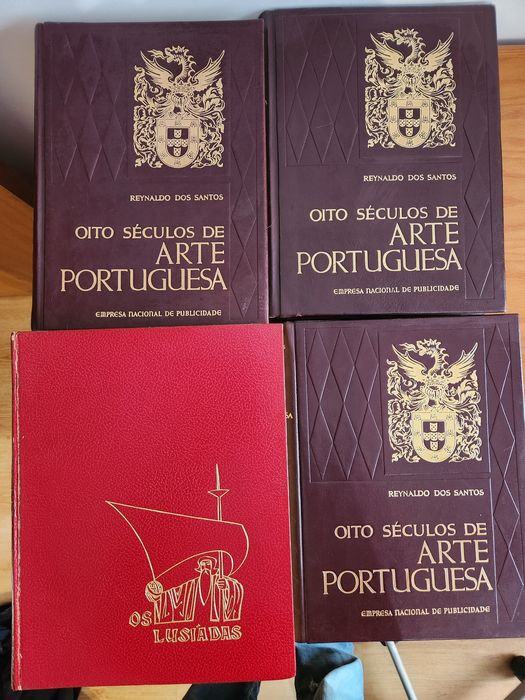 REYNALDO DOS SANTOS
OITO SÉCULOS DE
ARTE
PORTUGUESA
EMPRESA NACIONAL DE PUBLICIDADE
REYNALDO DOS SANTOS
OITO SÉCULOS DE
ARTE
PORTUGUESA
EMPRESA NACIONAL DE PUBLICIDADE
OS
LUSÍADAS
REYNALDO DOS SANTOS
OITO SÉCULOS DE
ARTE
PORTUGUESA
EMPRESA NACIONAL DE PUBLICIDADE